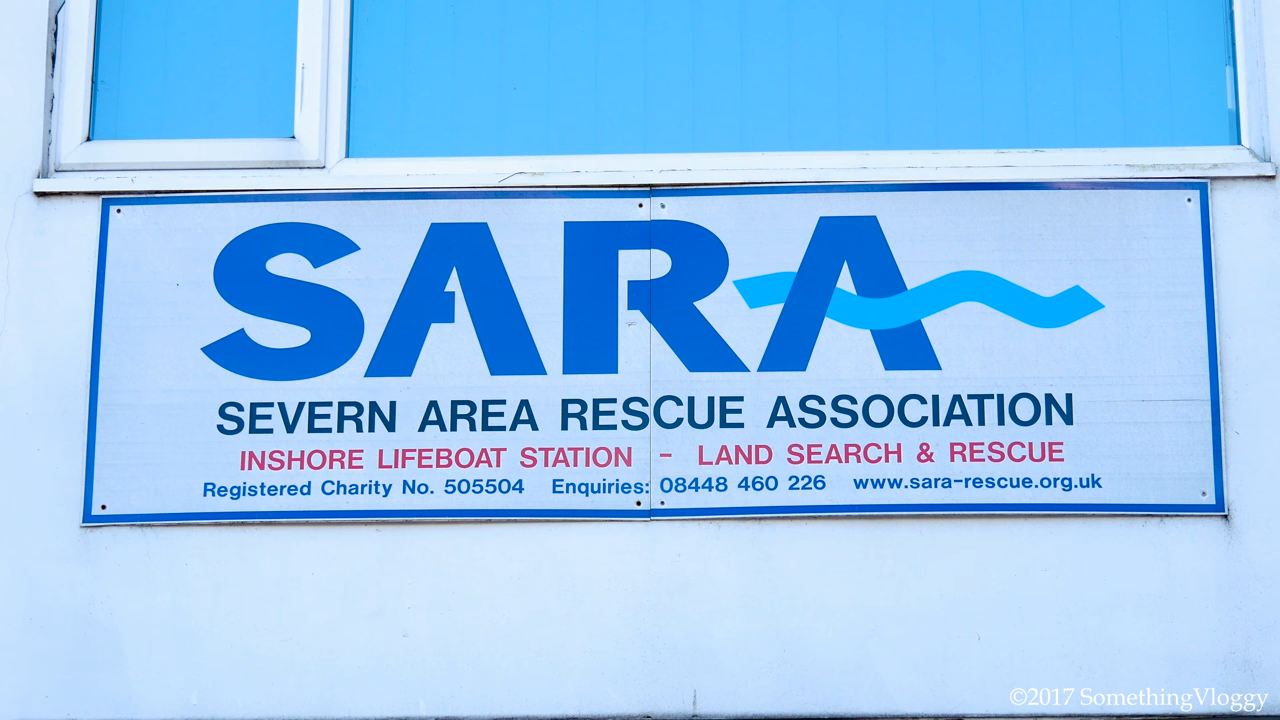 SARA
SEVERN AREA RESCUE ASSOCIATION
INSHORE LIFEBOAT STATION - LAND SEARCH & RESCUE
Registered Charity No. 505504 Enquiries: 08448 460 226 www.sara-rescue.org.uk
©2017 SomethingVloggy